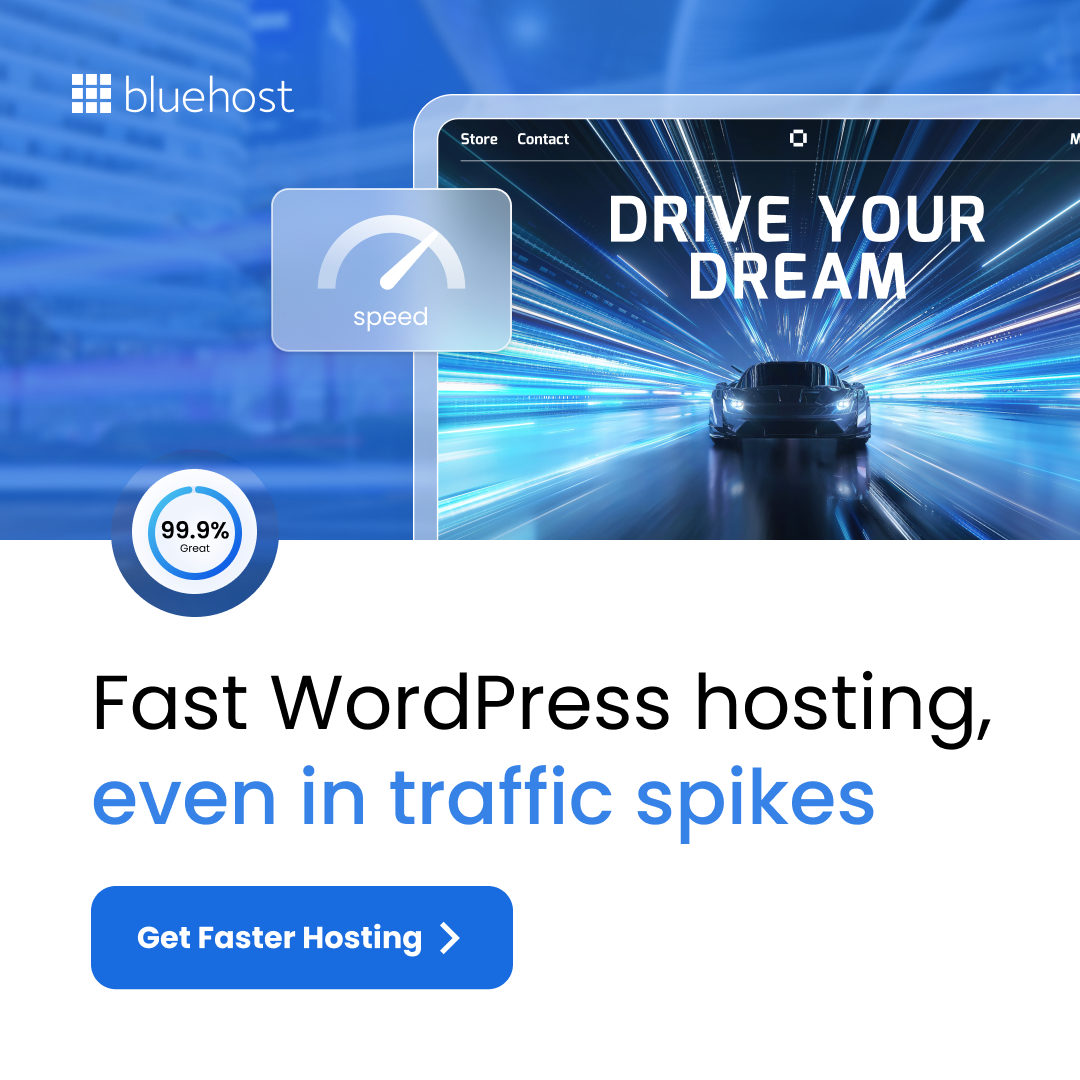 bluehost
Store Contact
DRIVE YOUR
DREAM
speed
99.9%
Great
Fast WordPress hosting,
even in traffic spikes
Get Faster Hosting